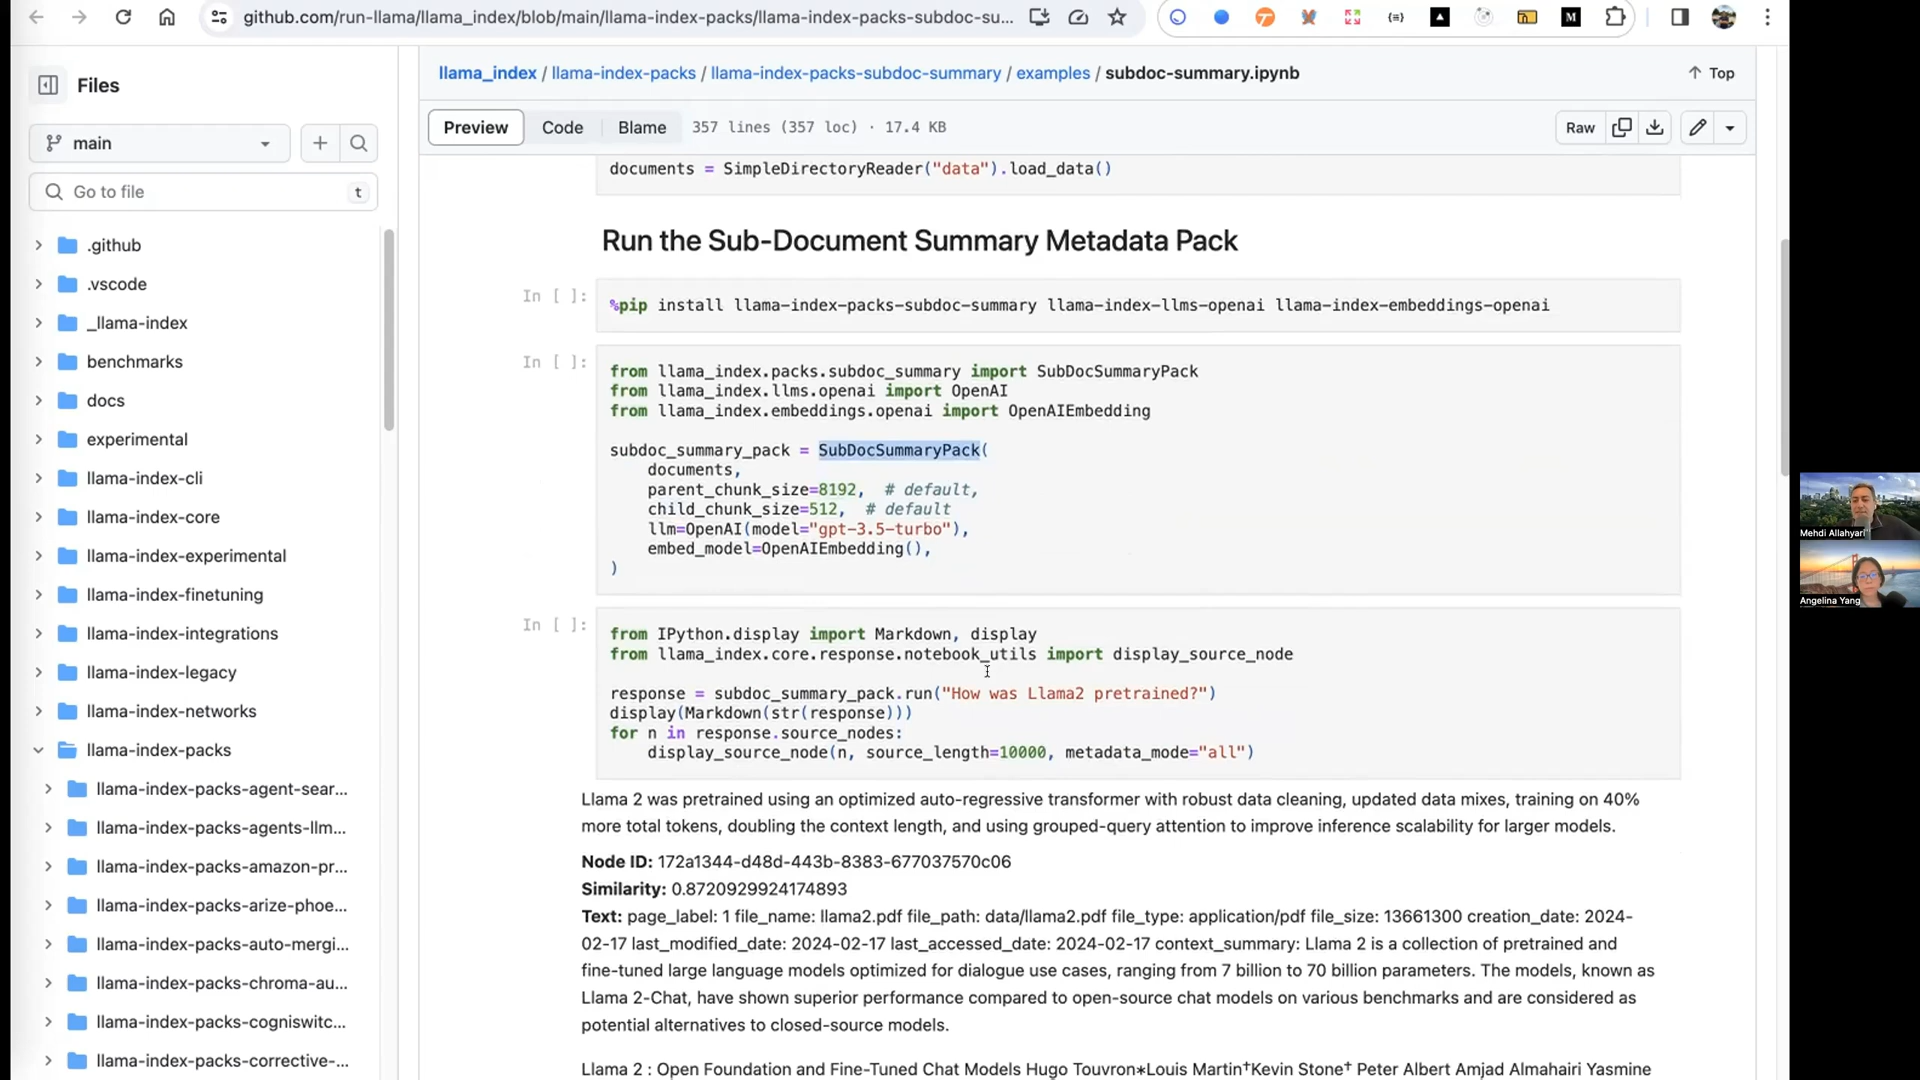 github.com/run-llama/llama_index/blob/main/llama-index-packs/llama-index-packs-subdoc-su...
Files
llama_index / llama-index-packs / llama-index-packs-subdoc-summary / examples / subdoc-summary.ipynb
Top
main
Preview Code Blame 357 lines (357 loc) · 17.4 KB
Raw
Go to file t
documents = SimpleDirectoryReader("data").load_data()
.github
.vscode
_llama-index
benchmarks
docs
experimental
llama-index-cli
llama-index-core
llama-index-experimental
llama-index-finetuning
llama-index-integrations
llama-index-legacy
llama-index-networks
llama-index-packs
llama-index-packs-agent-sear...
llama-index-packs-agents-llm...
llama-index-packs-amazon-pr...
llama-index-packs-arize-phoe...
llama-index-packs-auto-mergi...
llama-index-packs-chroma-au...
llama-index-packs-cogniswitc...
llama-index-packs-corrective-...
Run the Sub-Document Summary Metadata Pack
In [ ]: %pip install llama-index-packs-subdoc-summary llama-index-llms-openai llama-index-embeddings-openai
In [ ]: from llama_index.packs.subdoc_summary import SubDocSummaryPack
from llama_index.llms.openai import OpenAI
from llama_index.embeddings.openai import OpenAIEmbedding
subdoc_summary_pack = SubDocSummaryPack(
documents,
parent_chunk_size=8192, # default,
child_chunk_size=512, # default
llm=OpenAI(model="gpt-3.5-turbo"),
embed_model=OpenAIEmbedding(),
)
In [ ]: from IPython.display import Markdown, display
from llama_index.core.response.notebook_utils import display_source_node
response = subdoc_summary_pack.run("How was Llama2 pretrained?")
display(Markdown(str(response)))
for n in response.source_nodes:
display_source_node(n, source_length=10000, metadata_mode="all")
Llama 2 was pretrained using an optimized auto-regressive transformer with robust data cleaning, updated data mixes, training on 40%
more total tokens, doubling the context length, and using grouped-query attention to improve inference scalability for larger models.
Node ID: 172a1344-d48d-443b-8383-677037570c06
Similarity: 0.8720929924174893
Text: page_label: 1 file_name: llama2.pdf file_path: data/llama2.pdf file_type: application/pdf file_size: 13661300 creation_date: 2024-
02-17 last_modified_date: 2024-02-17 last_accessed_date: 2024-02-17 context_summary: Llama 2 is a collection of pretrained and
fine-tuned large language models optimized for dialogue use cases, ranging from 7 billion to 70 billion parameters. The models, known as
Llama 2-Chat, have shown superior performance compared to open-source chat models on various benchmarks and are considered as
potential alternatives to closed-source models.
Llama 2 : Open Foundation and Fine-Tuned Chat Models Hugo Touvron∗Louis Martin†Kevin Stone† Peter Albert Amjad Almahairi Yasmine
Mehdi Allahyari
Angelina Yang